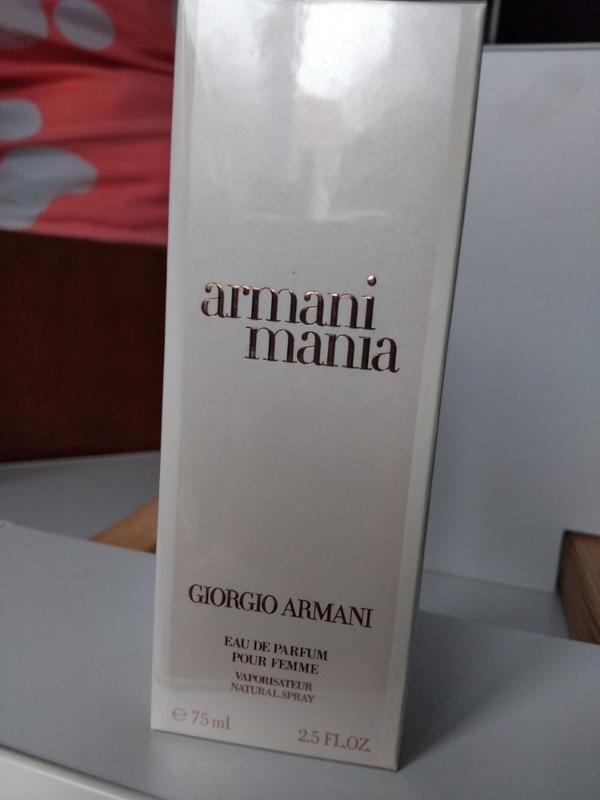 armani
mania
GIORGIO ARMANI
EAU DE PARFUM
POUR FEMME
VAPORISATEUR
NATURAL SPRAY
℮ 75 ml 2.5 FL.OZ.